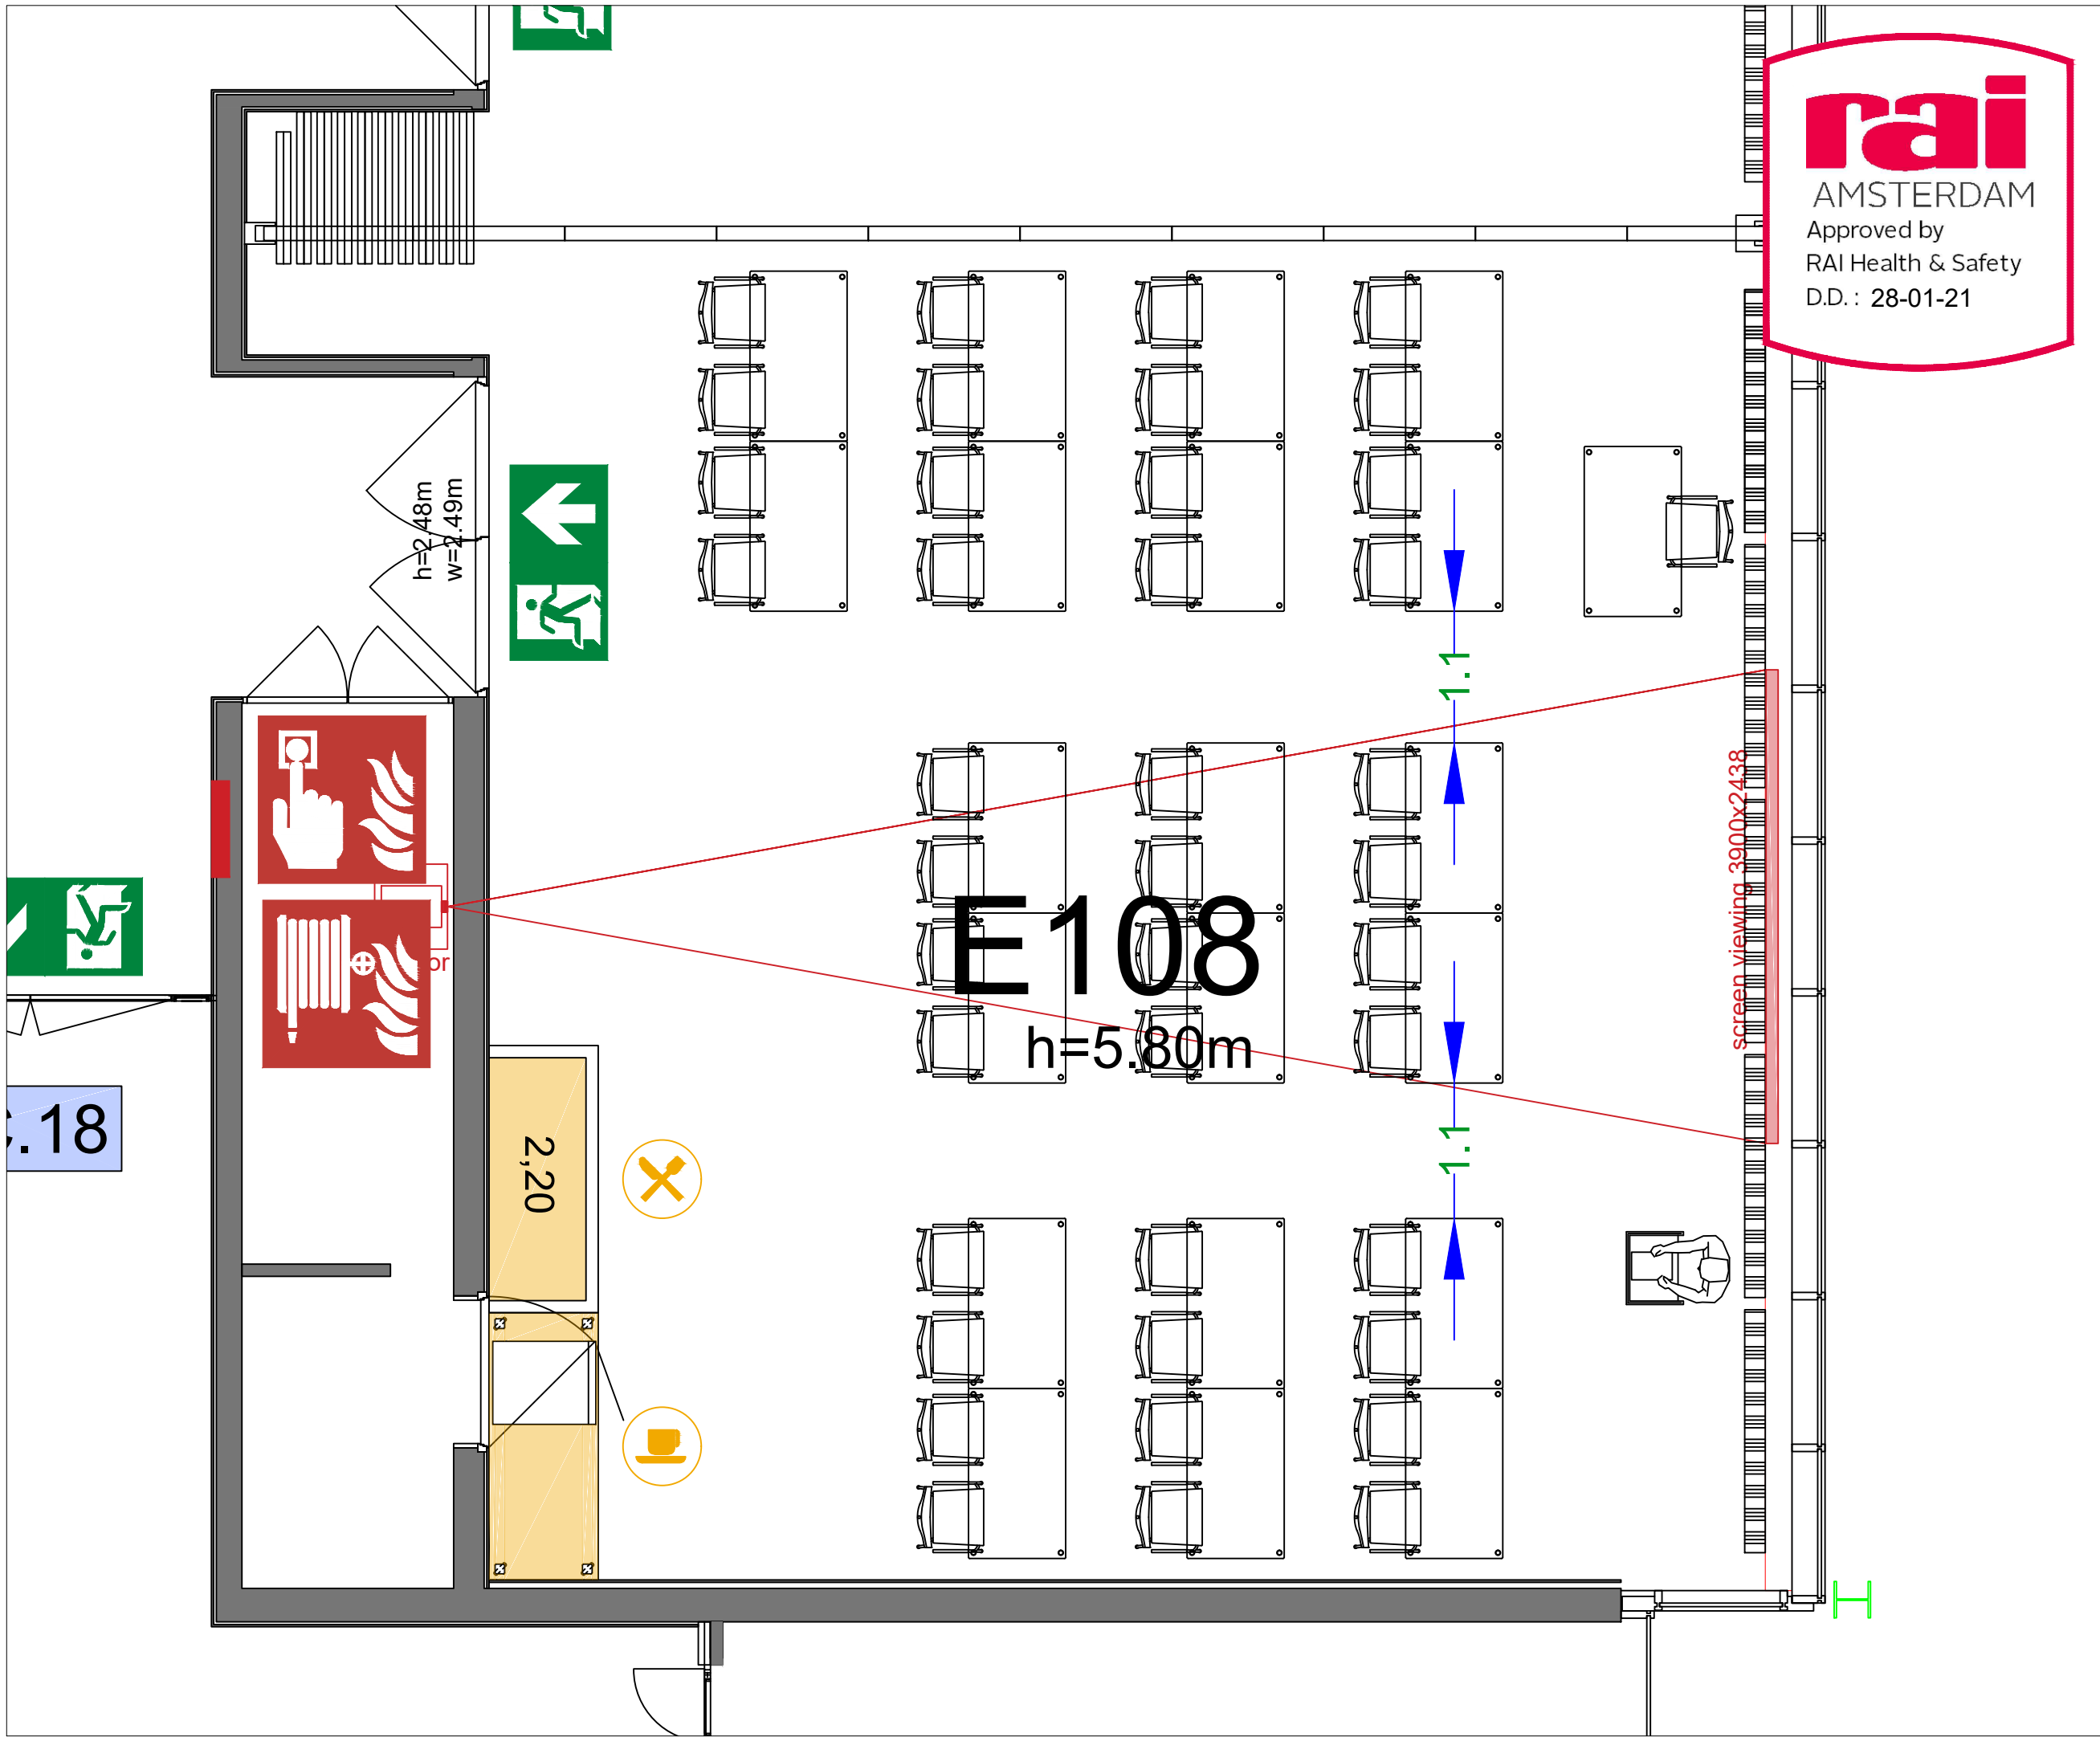 rai
AMSTERDAM
Approved by
RAI Health & Safety
D.D. : 28-01-21
h=2.48m
w=2.49m
1.1
screen viewing 3900x2438
E108
h=5.80m
or
.18
2,20
1.1